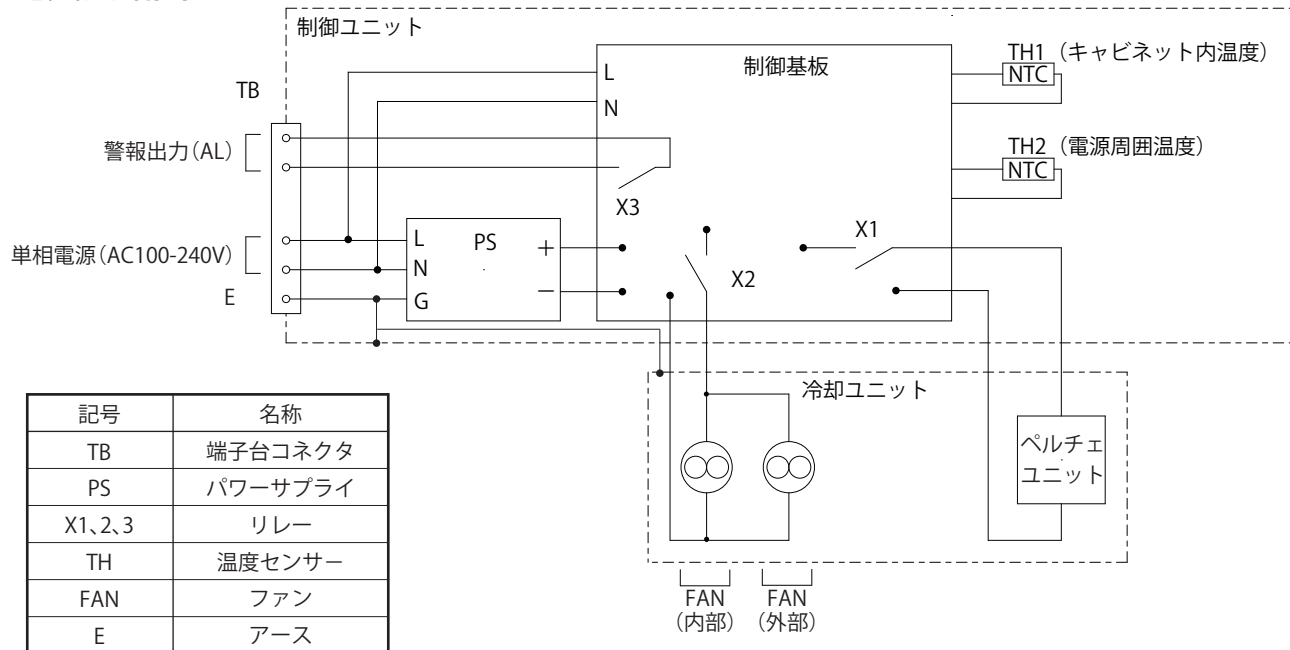 制御ユニット
制御基板
TH1（キャビネット内温度）
NTC
L
N
TB
警報出力（AL）
TH2（電源周囲温度）
NTC
X3
X1
単相電源（AC100-240V）
L
PS
+
N
X2
E
G
−
冷却ユニット
ペルチェ
ユニット
FAN
（内部）
FAN
（外部）
記号 名称
TB 端子台コネクタ
PS パワーサプライ
X1、2、3 リレー
TH 温度センサー
FAN ファン
E アース